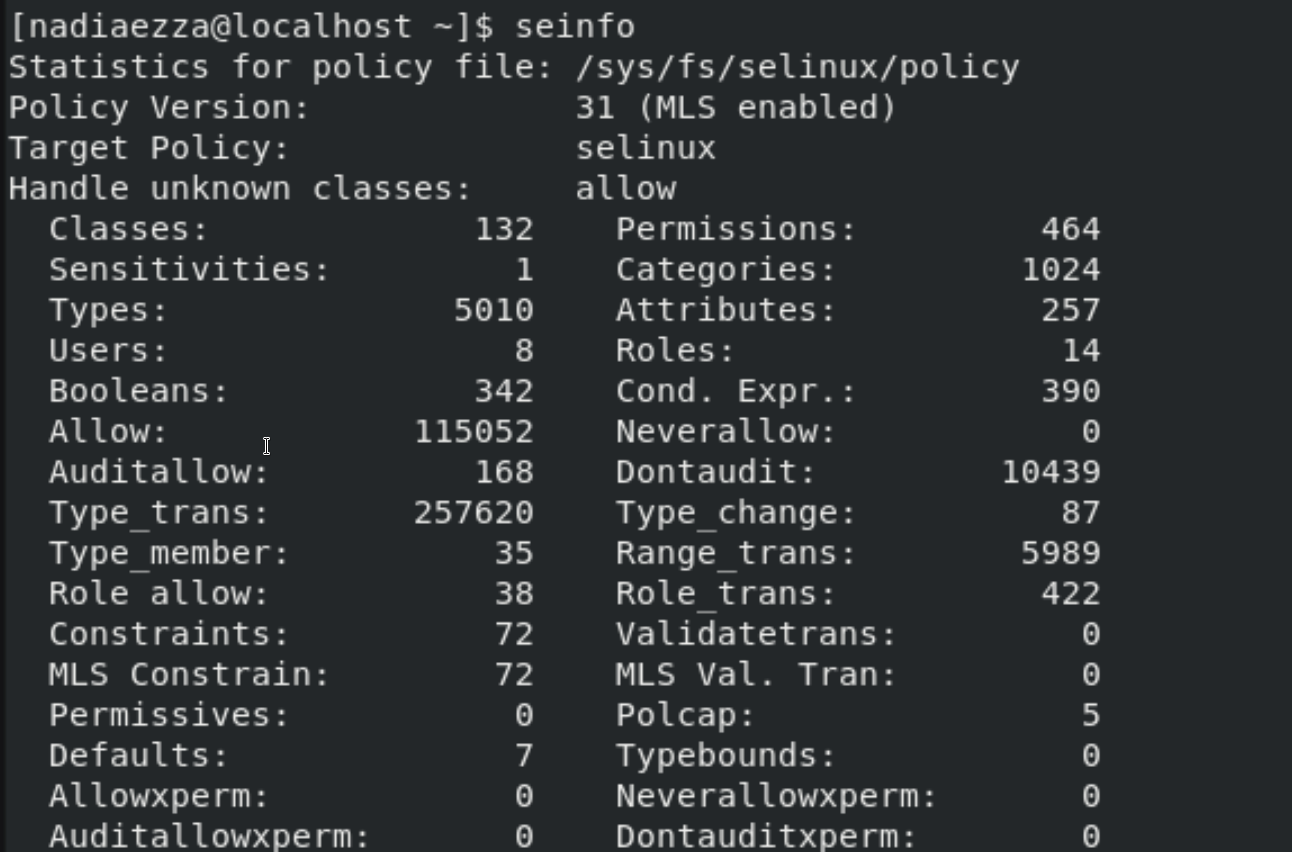 [nadiaezza@localhost ~]$ seinfo
Statistics for policy file: /sys/fs/selinux/policy
Policy Version:             31 (MLS enabled)
Target Policy:              selinux
Handle unknown classes:     allow
  Classes:             132    Permissions:         464
  Sensitivities:         1    Categories:         1024
  Types:              5010    Attributes:          257
  Users:                 8    Roles:                14
  Booleans:            342    Cond. Expr.:         390
  Allow:            115052    Neverallow:            0
  Auditallow:          168    Dontaudit:         10439
  Type_trans:       257620    Type_change:          87
  Type_member:          35    Range_trans:        5989
  Role allow:           38    Role_trans:          422
  Constraints:          72    Validatetrans:         0
  MLS Constrain:        72    MLS Val. Tran:         0
  Permissives:           0    Polcap:                5
  Defaults:              7    Typebounds:            0
  Allowxperm:            0    Neverallowxperm:       0
  Auditallowxperm:       0    Dontauditxperm:        0